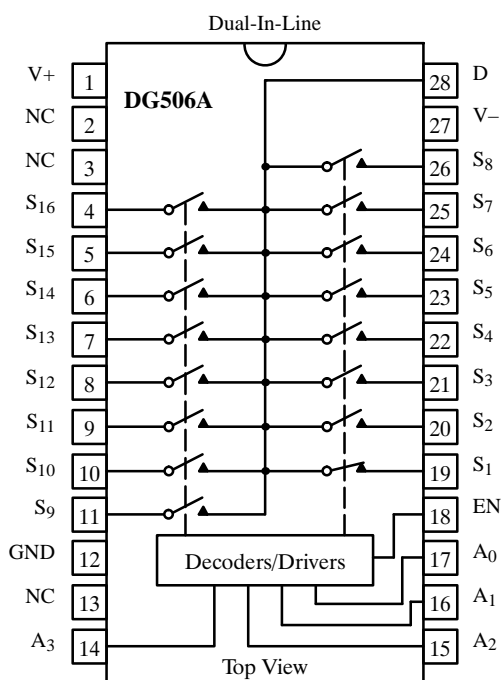 Dual-In-Line
V+ 1 DG506A 28 D
NC 2 27 V–
NC 3 26 S8
S16 4 25 S7
S15 5 24 S6
S14 6 23 S5
S13 7 22 S4
S12 8 21 S3
S11 9 20 S2
S10 10 19 S1
S9 11 18 EN
GND 12 Decoders/Drivers 17 A0
NC 13 16 A1
A3 14 15 A2
Top View